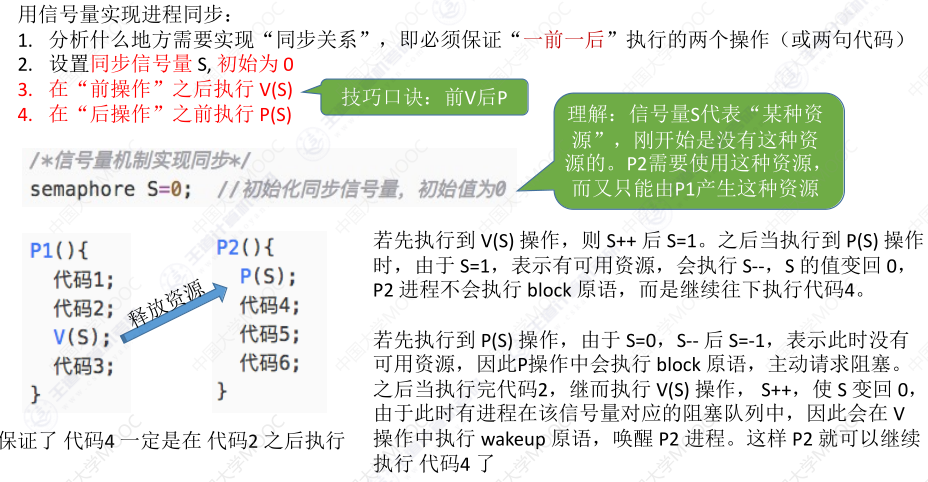 用信号量实现进程同步：
1. 分析什么地方需要实现“同步关系”，即必须保证“一前一后”执行的两个操作（或两句代码）
2. 设置同步信号量 S, 初始为 0
3. 在“前操作”之后执行 V(S)
4. 在“后操作”之前执行 P(S)
技巧口诀：前V后P
理解：信号量S代表“某种资
源”，刚开始是没有这种资
源的。P2需要使用这种资源，
而又只能由P1产生这种资源
/*信号量机制实现同步*/
semaphore S=0; //初始化同步信号量，初始值为0
P1(){
代码1;
代码2;
V(S);
代码3;
}
释放资源
P2(){
P(S);
代码4;
代码5;
代码6;
}
保证了 代码4 一定是在 代码2 之后执行
若先执行到 V(S) 操作，则 S++ 后 S=1。之后当执行到 P(S) 操作
时，由于 S=1，表示有可用资源，会执行 S--，S 的值变回 0，
P2 进程不会执行 block 原语，而是继续往下执行代码4。
若先执行到 P(S) 操作，由于 S=0，S-- 后 S=-1，表示此时没有
可用资源，因此P操作中会执行 block 原语，主动请求阻塞。
之后当执行完代码2，继而执行 V(S) 操作， S++，使 S 变回 0，
由于此时有进程在该信号量对应的阻塞队列中，因此会在 V
操作中执行 wakeup 原语，唤醒 P2 进程。这样 P2 就可以继续
执行 代码4 了